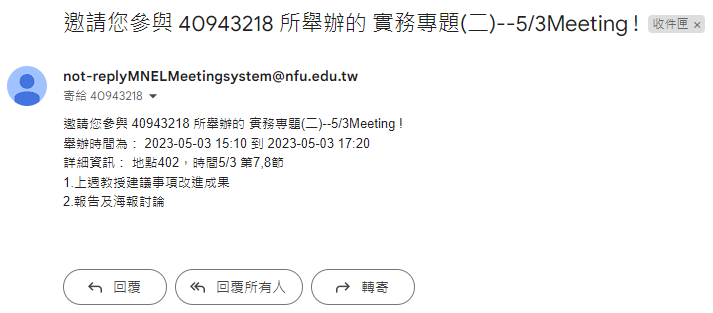 邀請您參與 40943218 所舉辦的 實務專題(二)--5/3Meeting !
收件匣 ×
not-replyMNELMeetingsystem@nfu.edu.tw
寄給 40943218
邀請您參與 40943218 所舉辦的 實務專題(二)--5/3Meeting !
舉辦時間為： 2023-05-03 15:10 到 2023-05-03 17:20
詳細資訊： 地點402，時間5/3 第7,8節
1.上週教授建議事項改進成果
2.報告及海報討論
回覆
回覆所有人
轉寄